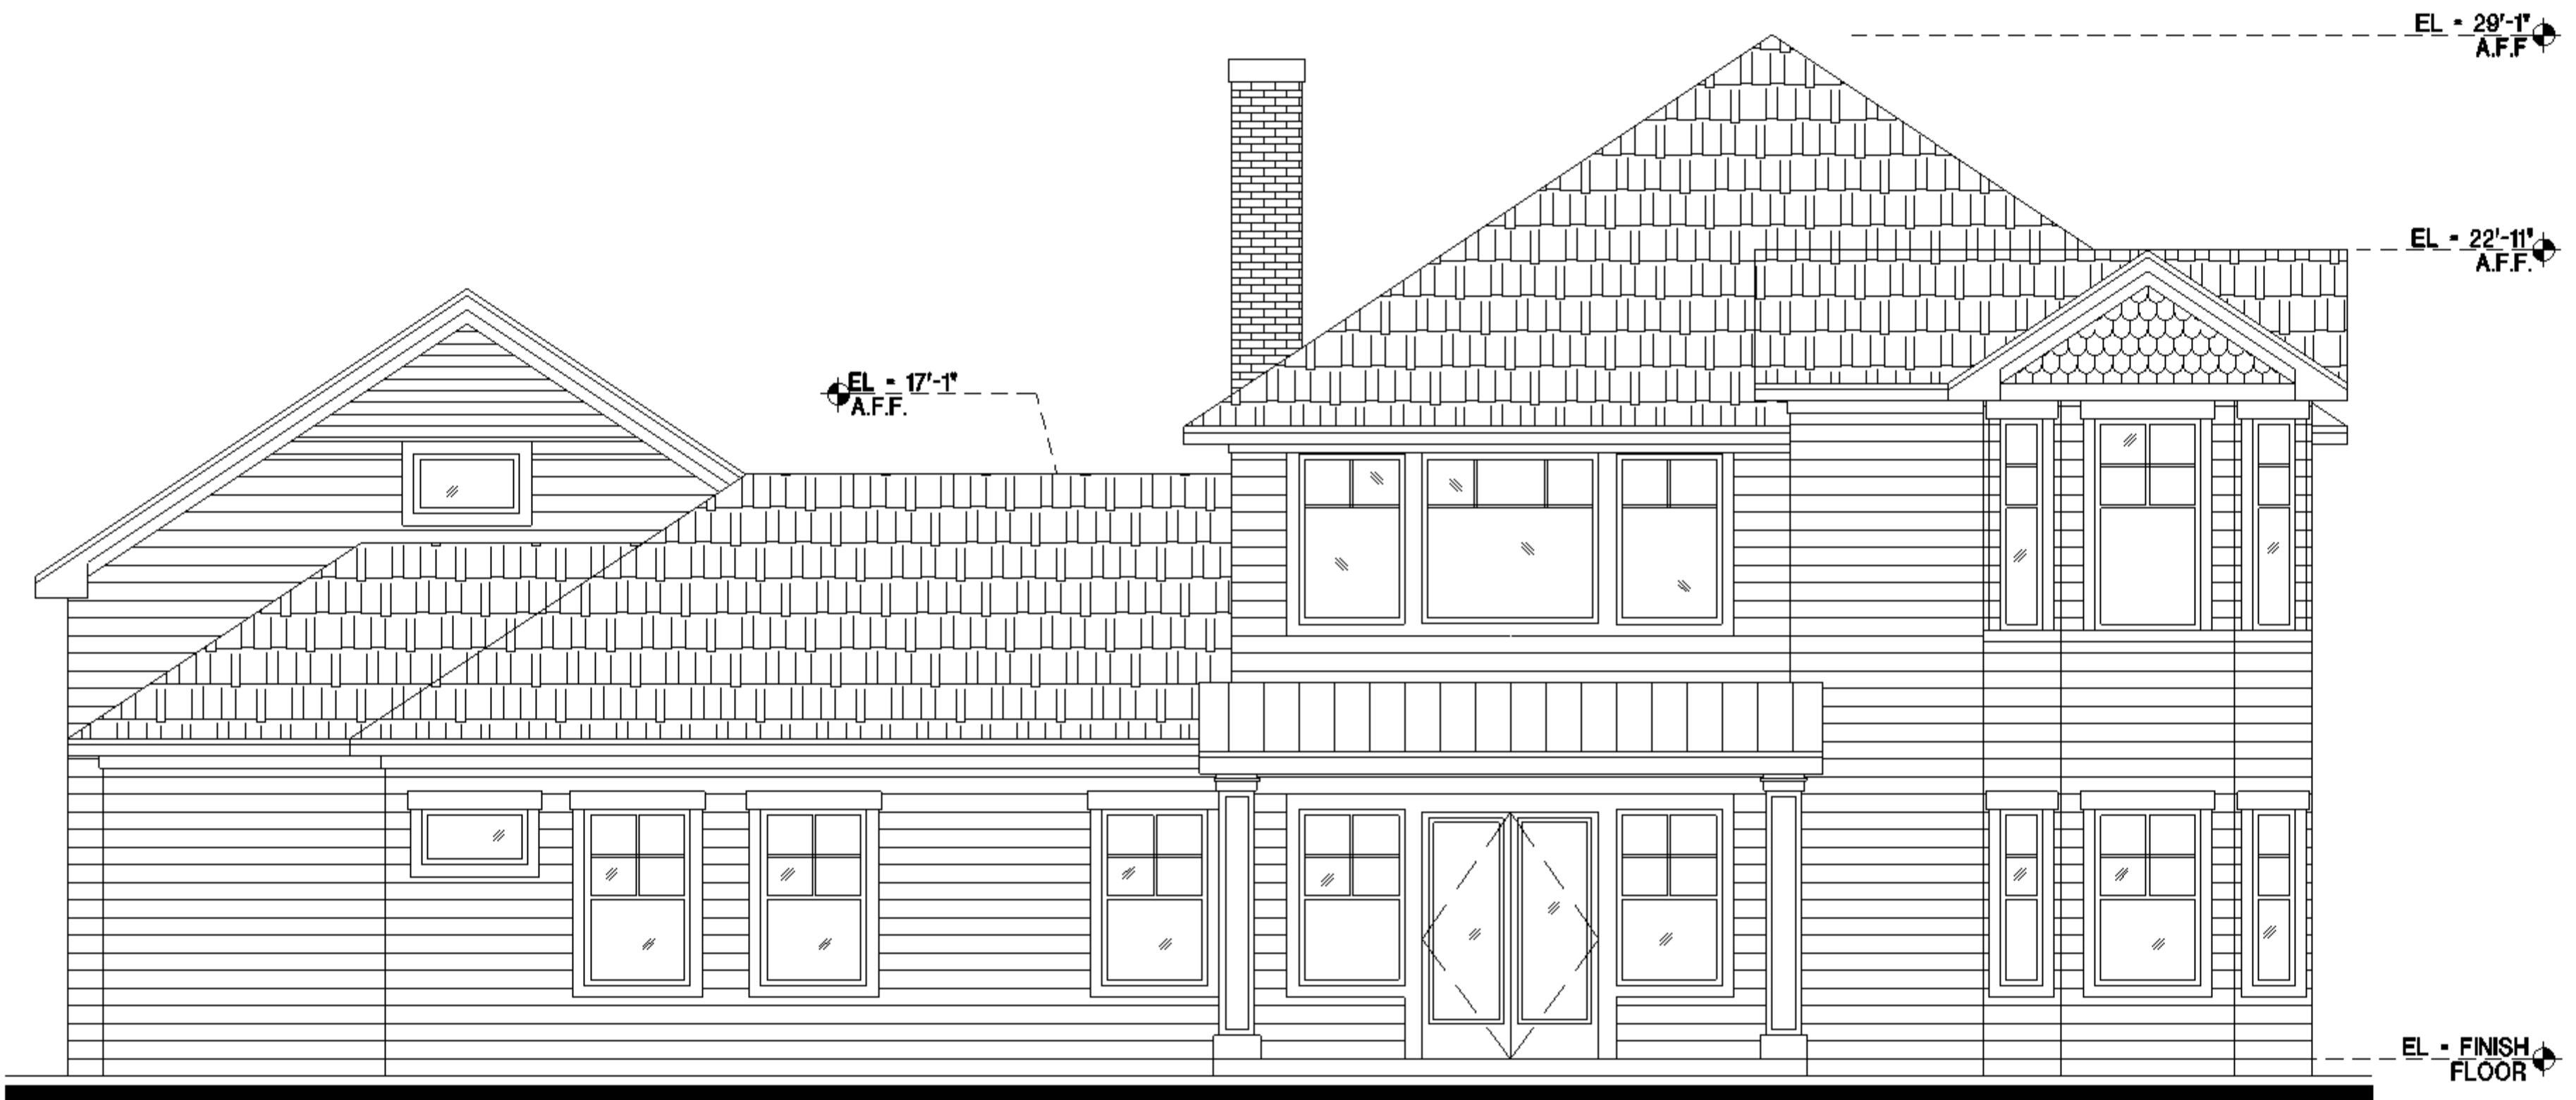 EL = 29'-1"
A.F.F
EL = 22'-11"
A.F.F.
EL = 17'-1"
A.F.F.
EL = FINISH
FLOOR